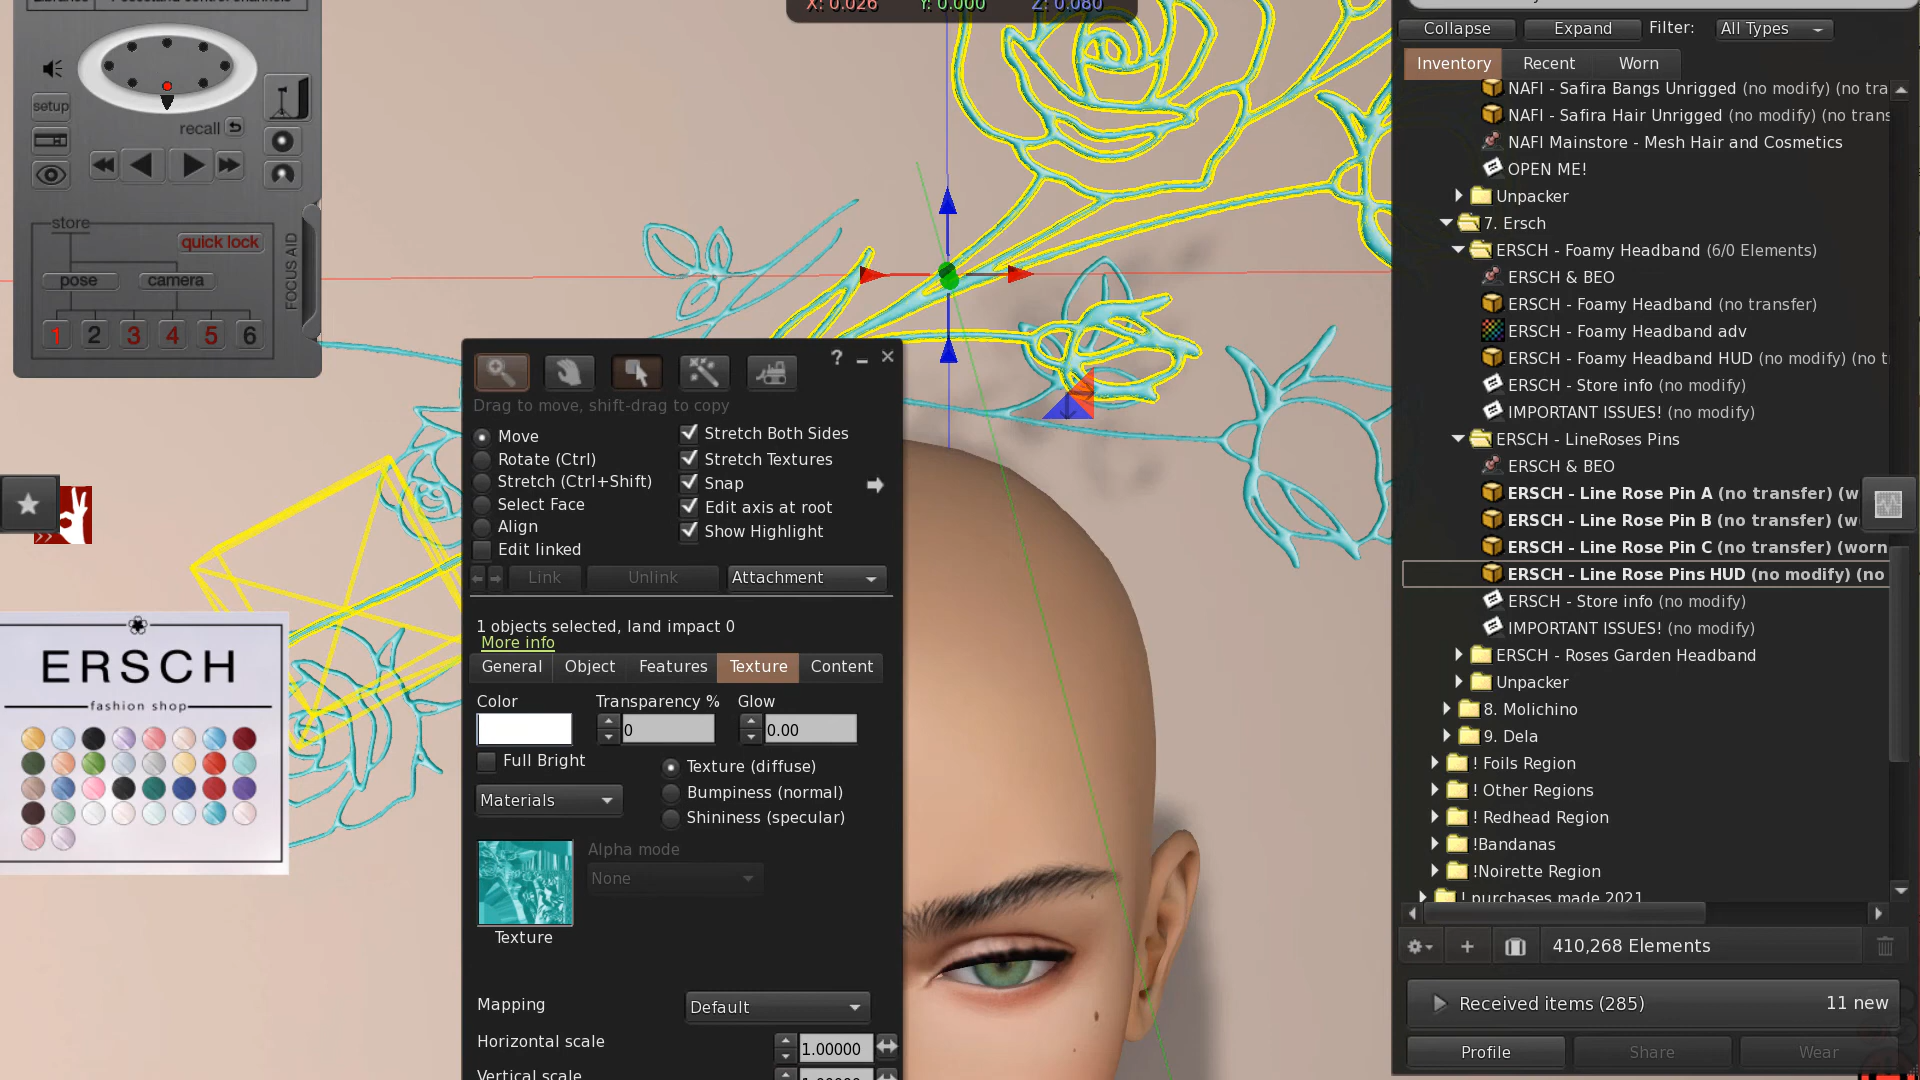 X: 0.026 Y: 0.000 Z: 0.080
setup
recall
store
quick lock
pose
camera
FOCUS AID
1 2 3 4 5 6
ERSCH
fashion shop
?
Drag to move, shift-drag to copy
Move
Rotate (Ctrl)
Stretch (Ctrl+Shift)
Select Face
Align
Edit linked
Stretch Both Sides
Stretch Textures
Snap
Edit axis at root
Show Highlight
Link
Unlink
Attachment
1 objects selected, land impact 0
More info
General
Object
Features
Texture
Content
Color
Transparency %
Glow
0
0.00
Full Bright
Materials
Texture (diffuse)
Bumpiness (normal)
Shininess (specular)
Alpha mode
None
Texture
Mapping
Default
Horizontal scale
1.00000
Vertical scale
Collapse
Expand
Filter:
All Types
Inventory
Recent
Worn
NAFI - Safira Bangs Unrigged (no modify) (no tra
NAFI - Safira Hair Unrigged (no modify) (no trans
NAFI Mainstore - Mesh Hair and Cosmetics
OPEN ME!
Unpacker
7. Ersch
ERSCH - Foamy Headband (6/0 Elements)
ERSCH & BEO
ERSCH - Foamy Headband (no transfer)
ERSCH - Foamy Headband adv
ERSCH - Foamy Headband HUD (no modify) (no t
ERSCH - Store info (no modify)
IMPORTANT ISSUES! (no modify)
ERSCH - LineRoses Pins
ERSCH & BEO
ERSCH - Line Rose Pin A (no transfer) (w
ERSCH - Line Rose Pin B (no transfer) (w
ERSCH - Line Rose Pin C (no transfer) (worn
ERSCH - Line Rose Pins HUD (no modify) (no
ERSCH - Store info (no modify)
IMPORTANT ISSUES! (no modify)
ERSCH - Roses Garden Headband
Unpacker
8. Molichino
9. Dela
! Foils Region
! Other Regions
! Redhead Region
!Bandanas
!Noirette Region
! purchases made 2021
410,268 Elements
Received items (285)
11 new
Profile
Share
Wear